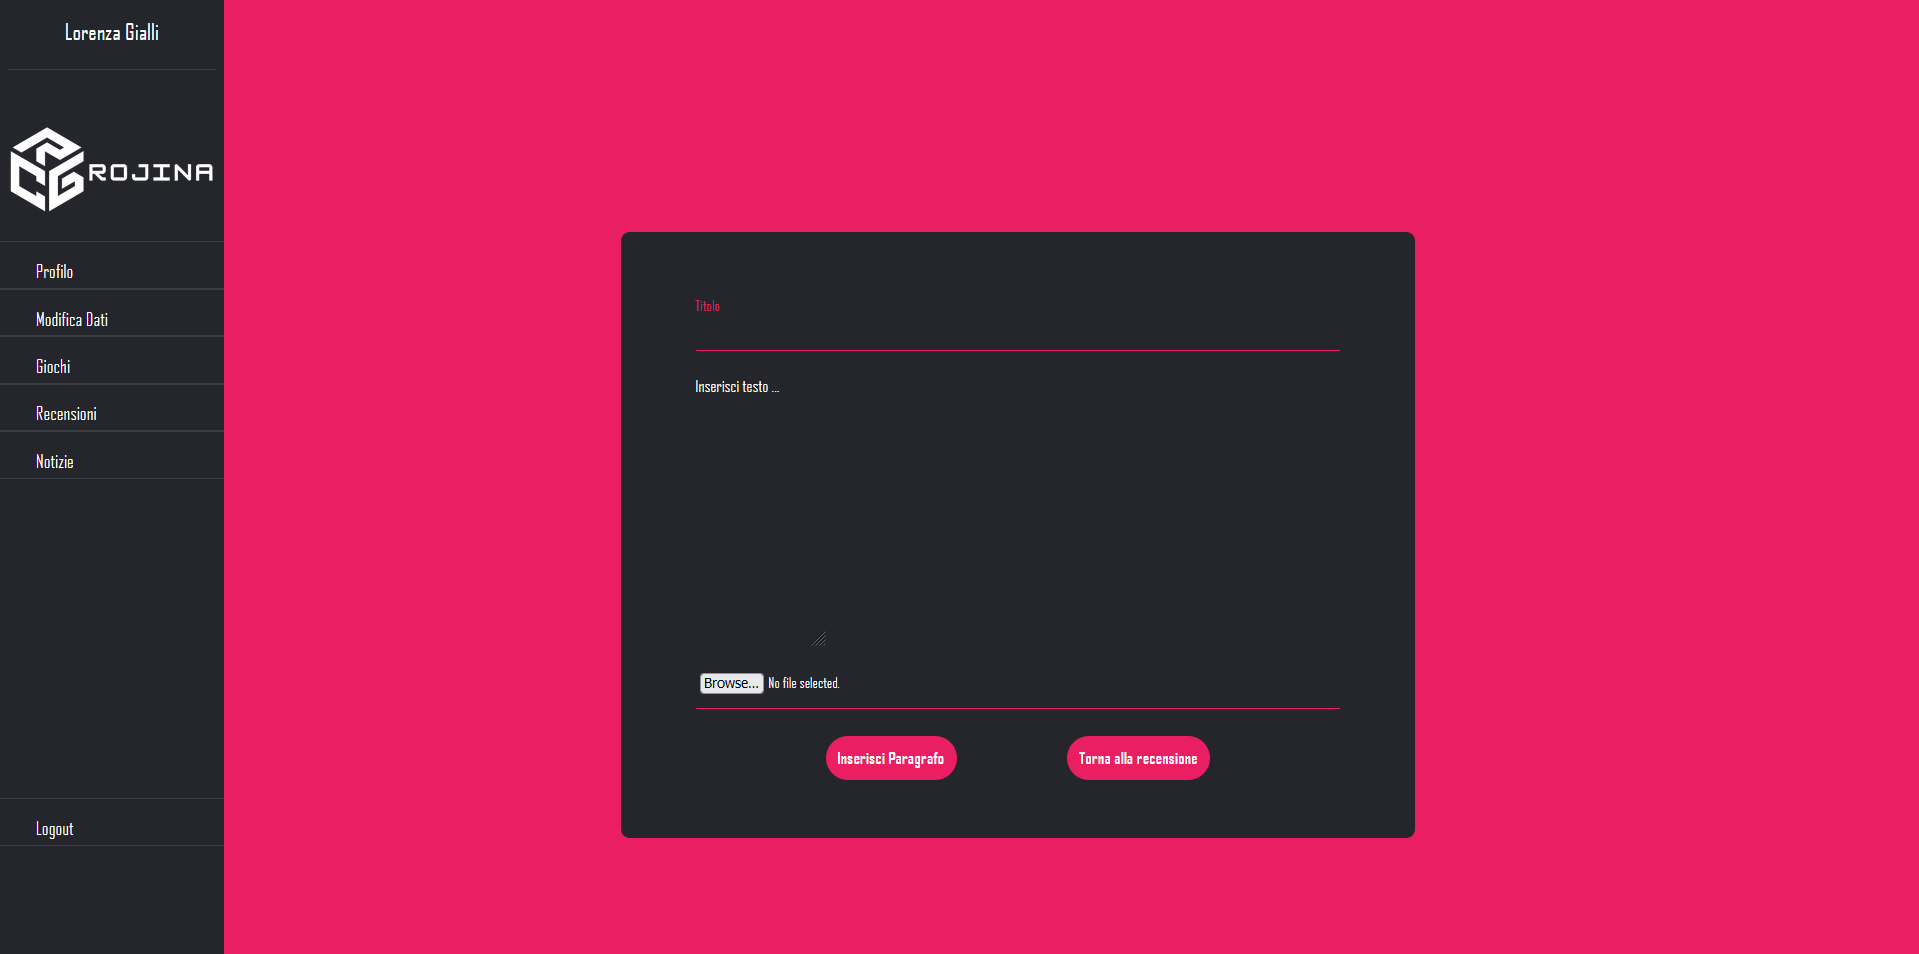 Lorenza Gialli
CPG ROJINA
Profilo
Modifica Dati
Giochi
Recensioni
Notizie
Logout
Titolo
Inserisci testo ...
Browse... No file selected.
Inserisci Paragrafo
Torna alla recensione